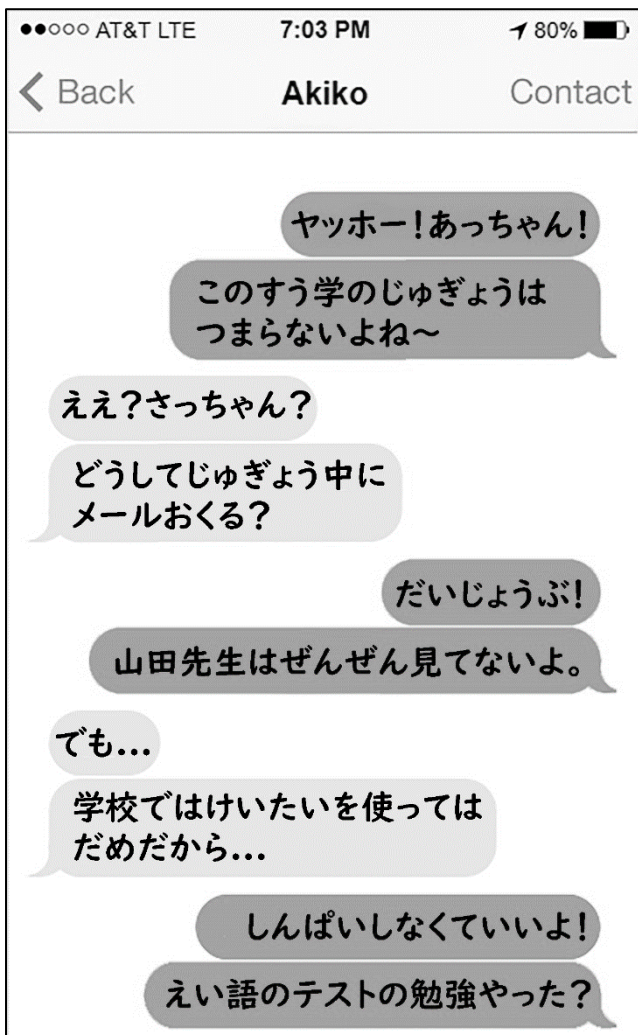 ●●○○○ AT&T LTE 7:03 PM 80%
Back Akiko Contact
ヤッホー!あっちゃん!
このすう学のじゅぎょうは
つまらないよね〜
ええ?さっちゃん?
どうしてじゅぎょう中に
メールおくる?
だいじょうぶ!
山田先生はぜんぜん見てないよ。
でも...
学校ではけいたいを使っては
だめだから...
しんぱいしなくていいよ!
えい語のテストの勉強やった?